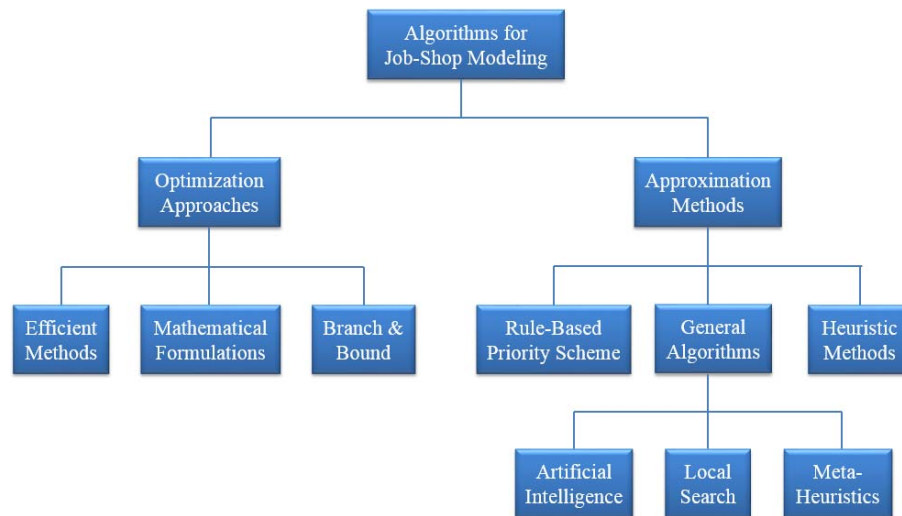 Algorithms for
Job-Shop Modeling
Optimization
Approaches
Approximation
Methods
Efficient
Methods
Mathematical
Formulations
Branch &
Bound
Rule-Based
Priority Scheme
General
Algorithms
Heuristic
Methods
Artificial
Intelligence
Local
Search
Meta-
Heuristics